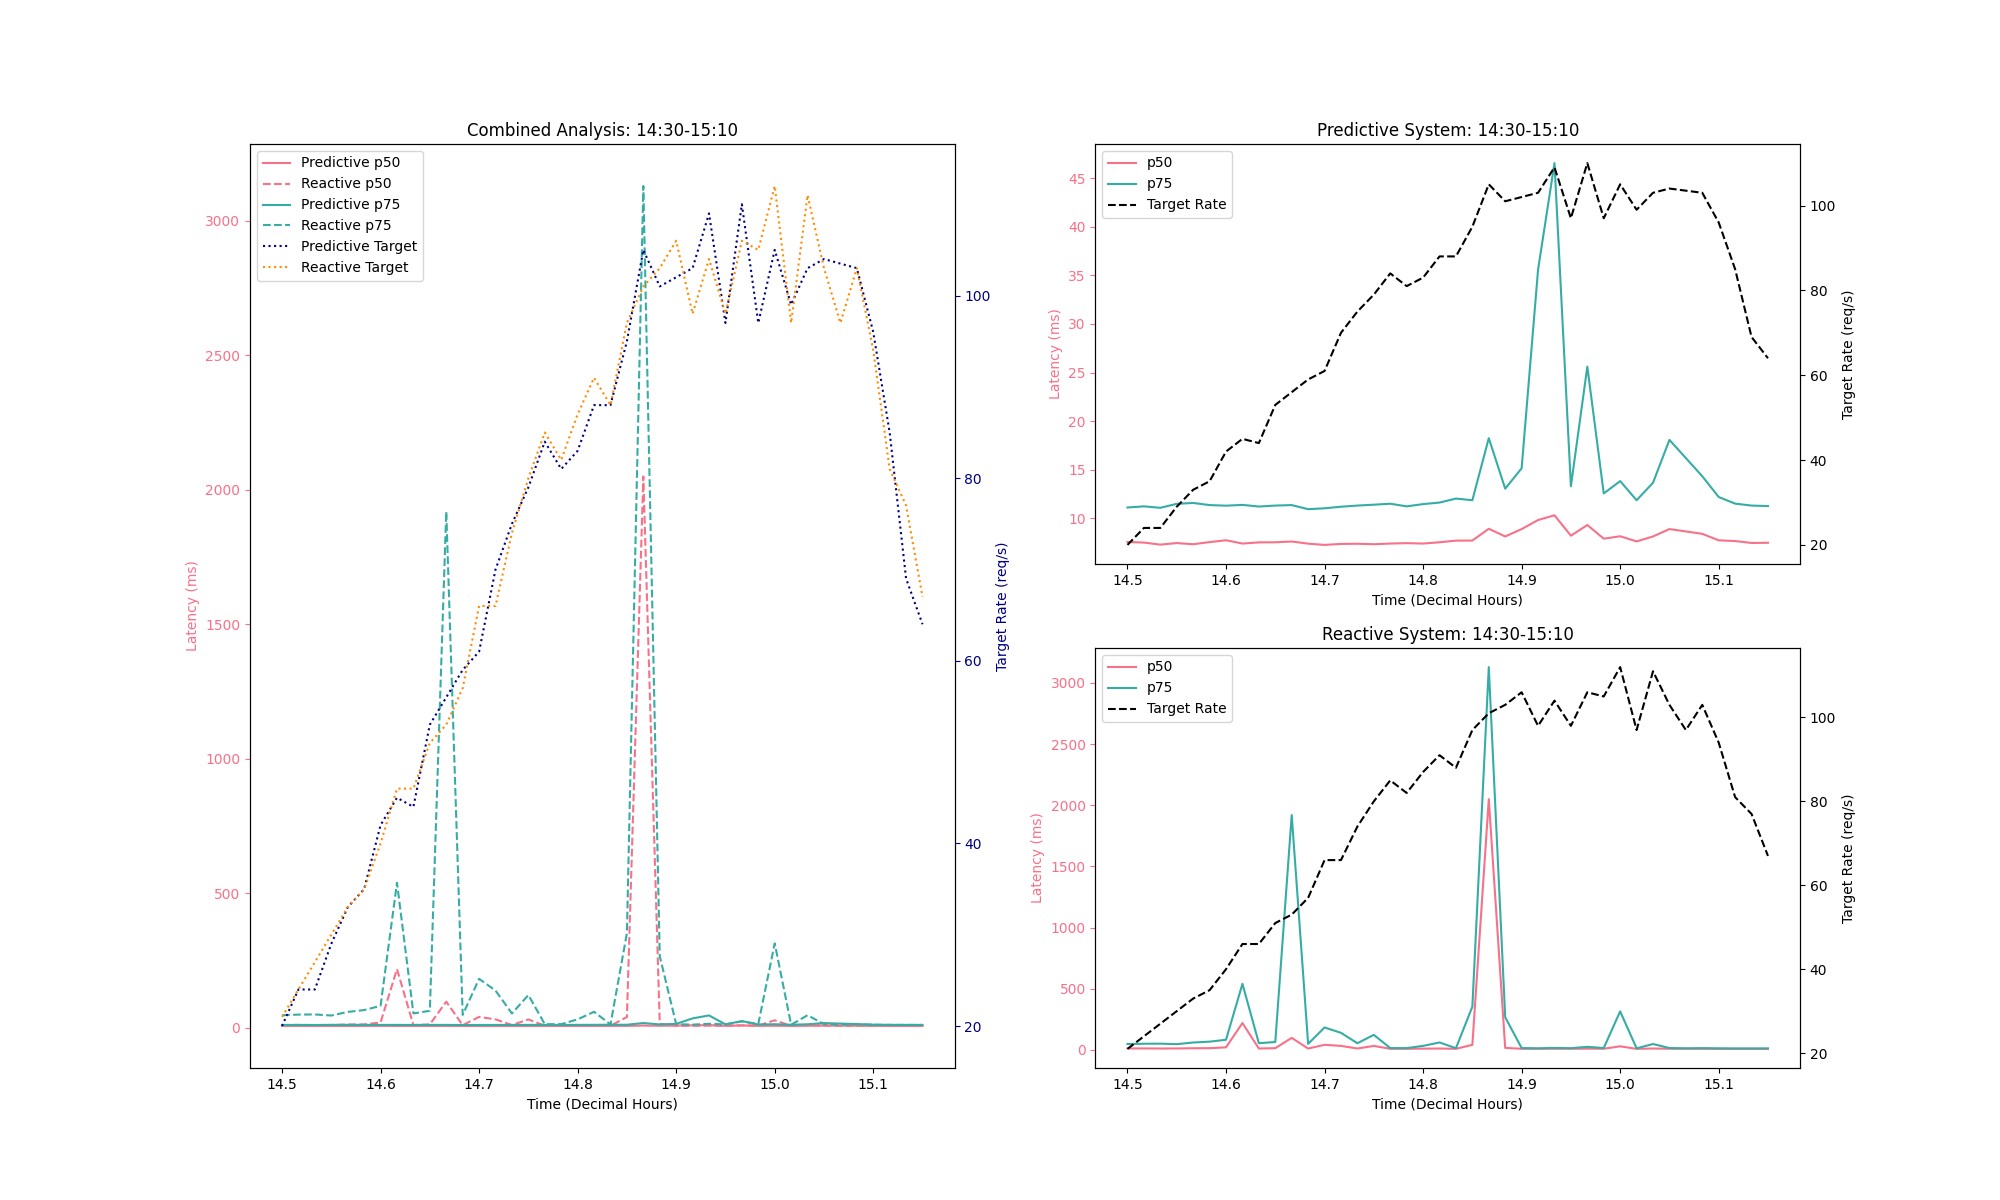 Combined Analysis: 14:30-15:10
Predictive p50
Reactive p50
Predictive p75
Reactive p75
Predictive Target
Reactive Target
3000
2500
2000
1500
1000
500
0
Latency (ms)
100
80
60
40
20
Target Rate (req/s)
14.5 14.6 14.7 14.8 14.9 15.0 15.1
Time (Decimal Hours)
Predictive System: 14:30-15:10
p50
p75
Target Rate
45
40
35
30
25
20
15
10
Latency (ms)
100
80
60
40
20
Target Rate (req/s)
14.5 14.6 14.7 14.8 14.9 15.0 15.1
Time (Decimal Hours)
Reactive System: 14:30-15:10
p50
p75
Target Rate
3000
2500
2000
1500
1000
500
0
Latency (ms)
100
80
60
40
20
Target Rate (req/s)
14.5 14.6 14.7 14.8 14.9 15.0 15.1
Time (Decimal Hours)